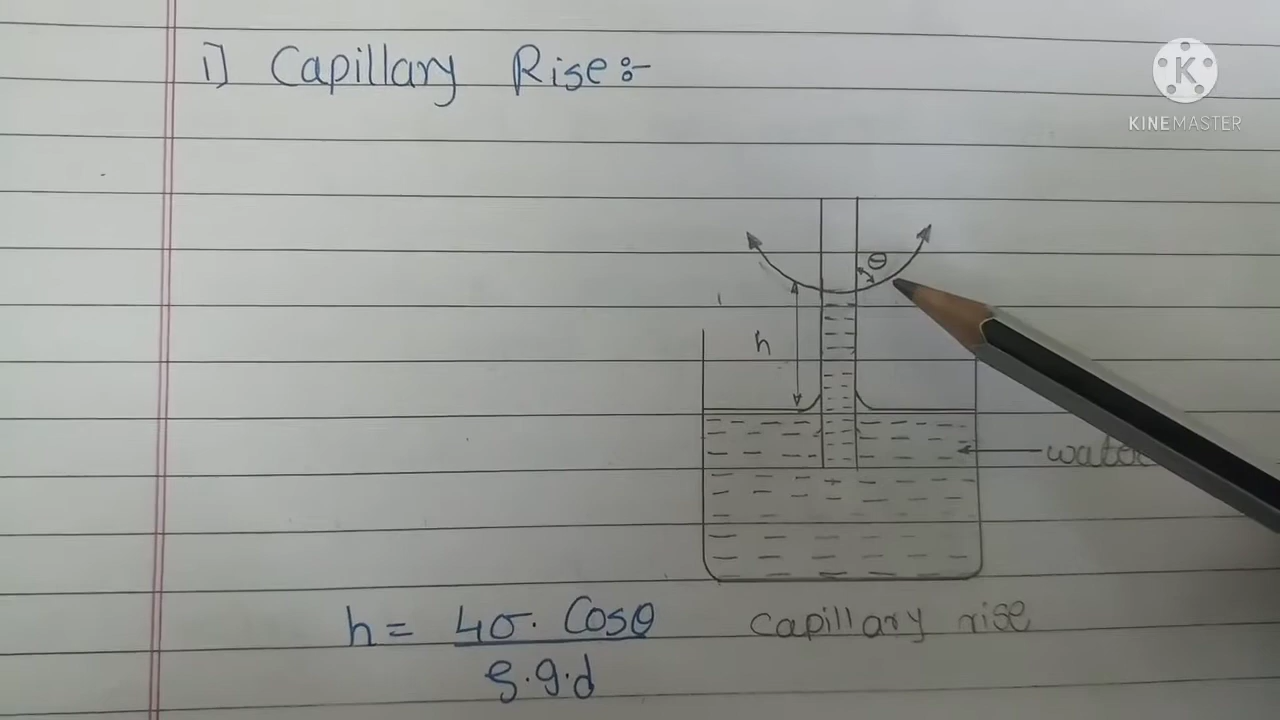 i] Capillary Rise:-
KINEMASTER
θ
h
h = 4σ. Cosθ
ρ.g.d
capillary rise